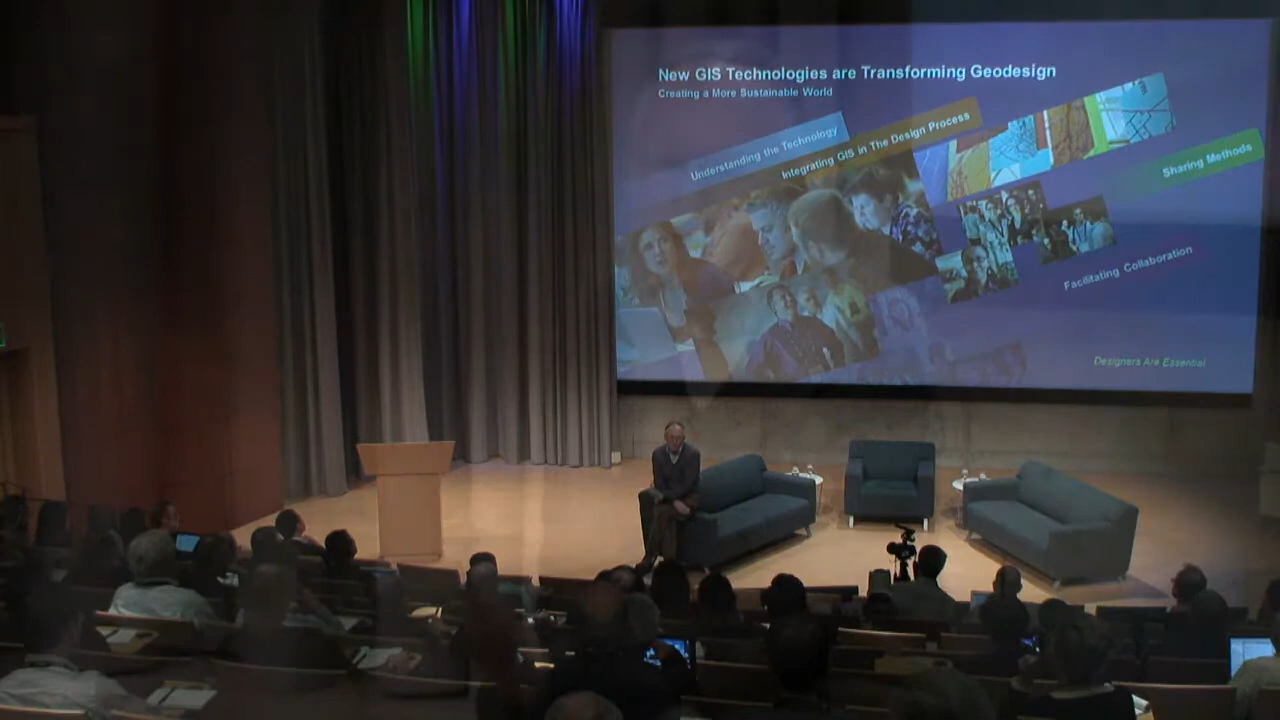 New GIS Technologies are Transforming Geodesign
Creating a More Sustainable World
Understanding the Technology
Integrating GIS in The Design Process
Sharing Methods
Facilitating Collaboration
Designers Are Essential